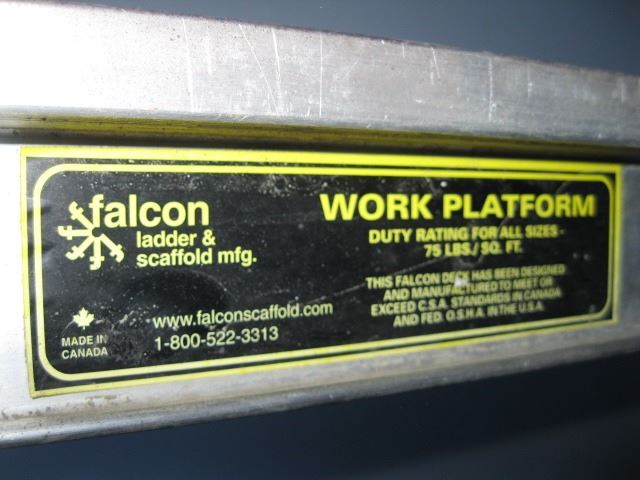 falcon
ladder &
scaffold mfg.
WORK PLATFORM
DUTY RATING FOR ALL SIZES -
75 LBS./ SQ. FT.
THIS FALCON DECK HAS BEEN DESIGNED
AND MANUFACTURED TO MEET OR
EXCEED C.S.A. STANDARDS IN CANADA
AND FED. O.S.H.A. IN THE U.S.A.
MADE IN
CANADA
www.falconscaffold.com
1-800-522-3313